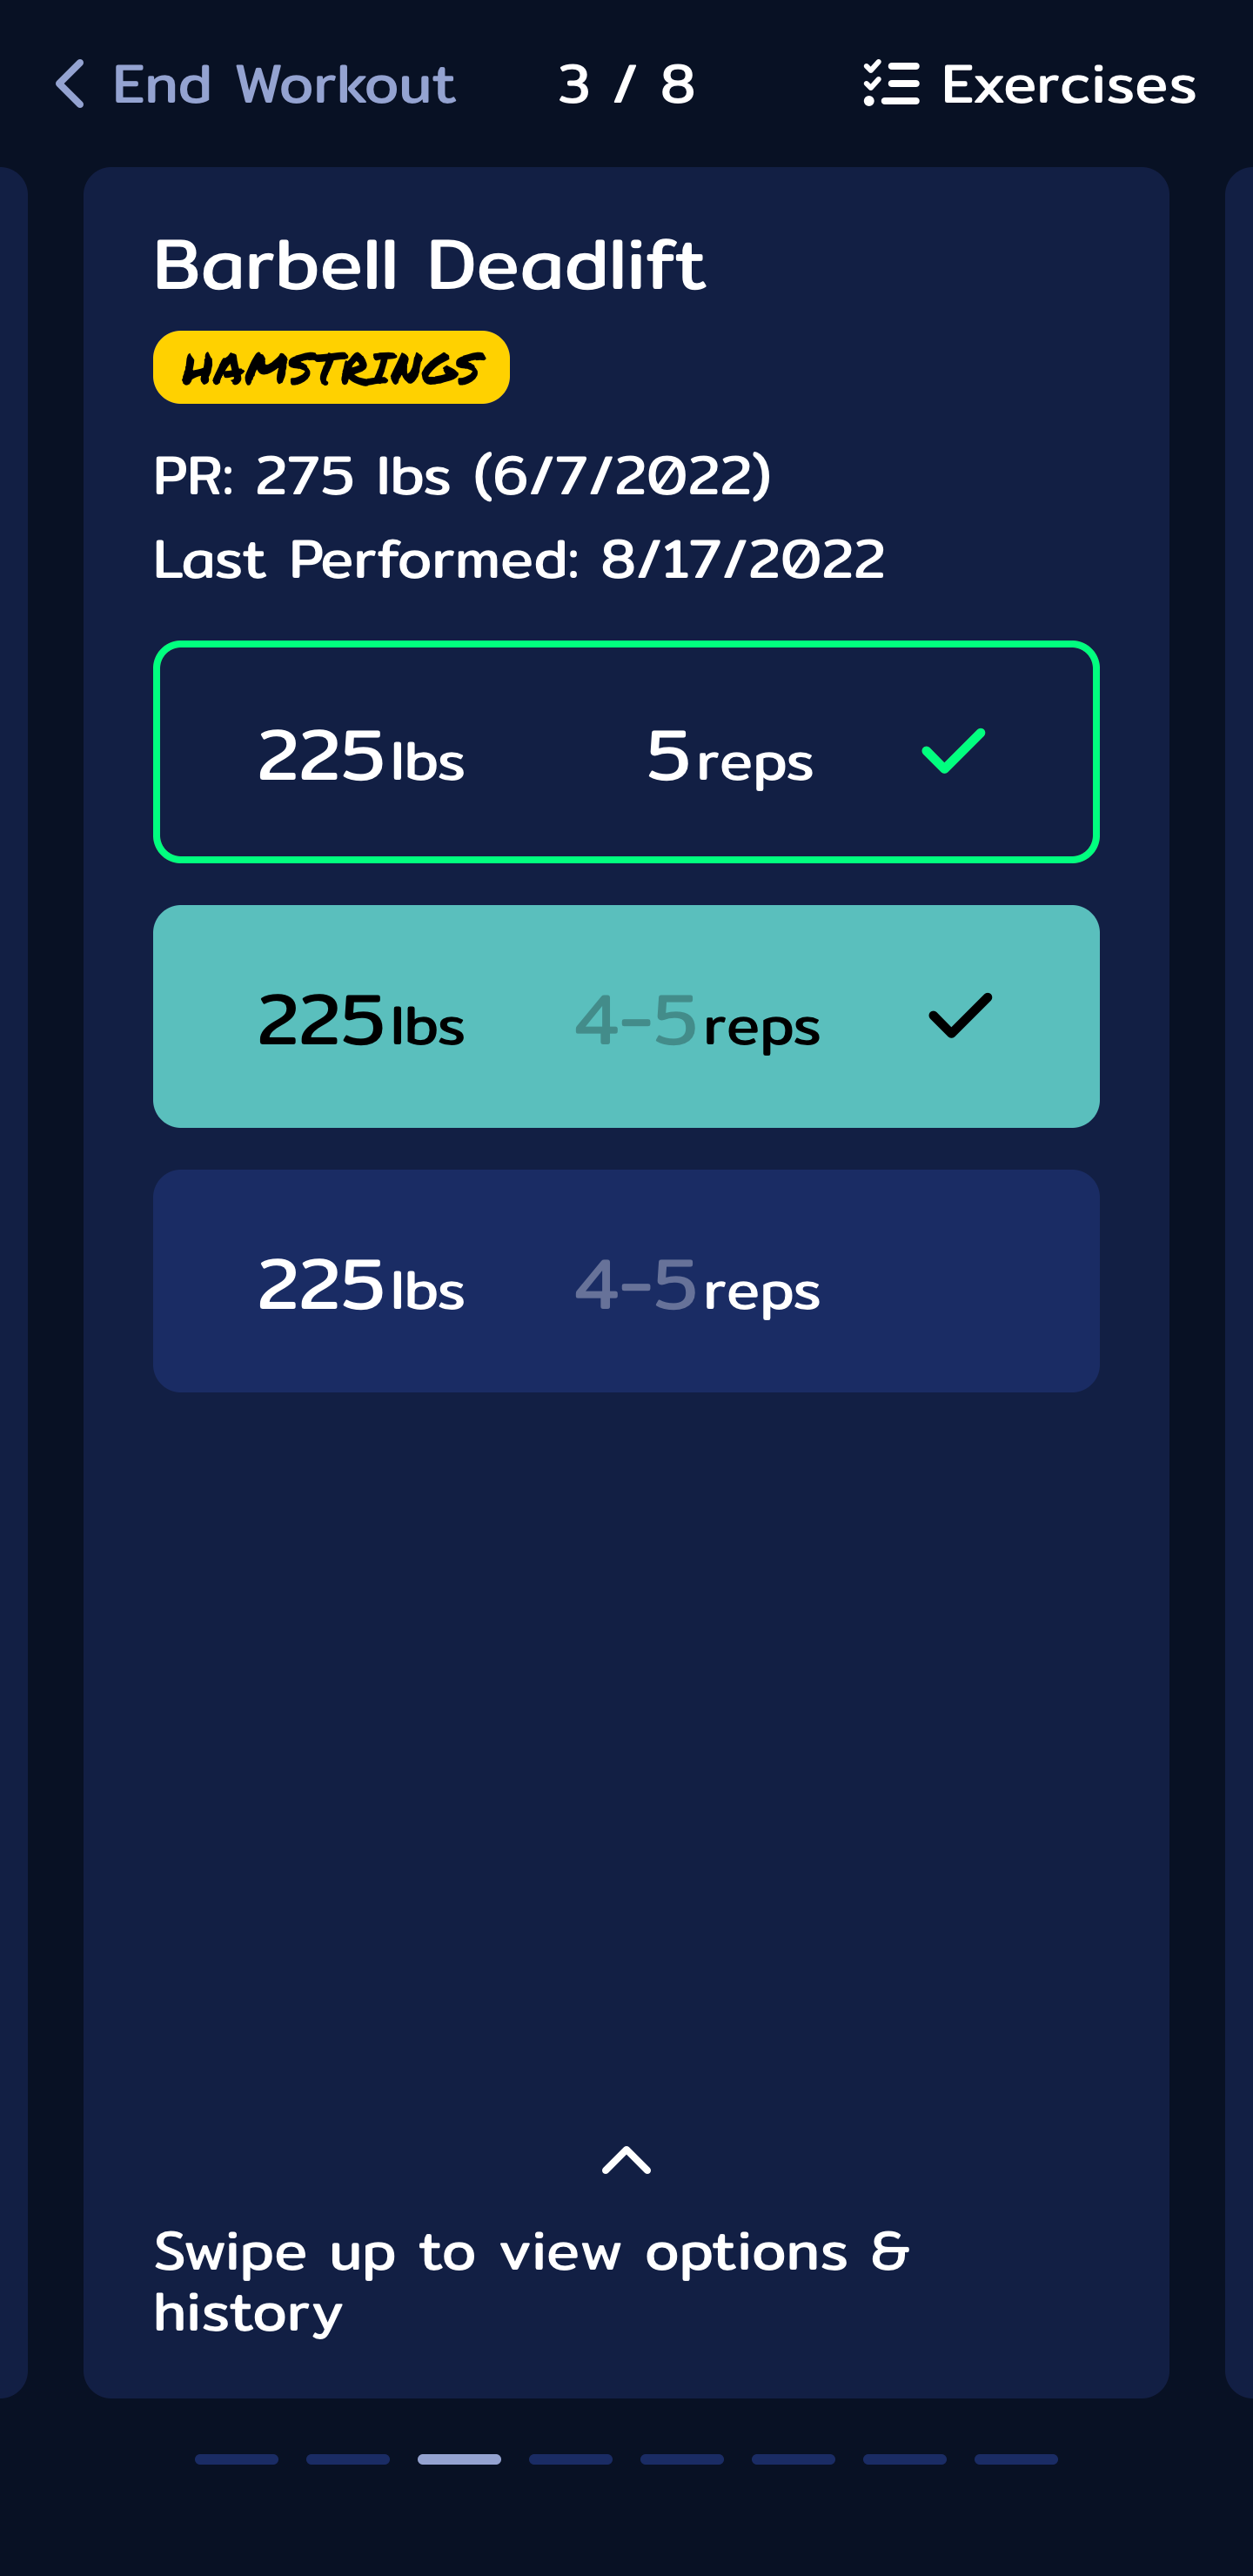 End Workout 3 / 8 Exercises
Barbell Deadlift
HAMSTRINGS
PR: 275 lbs (6/7/2022)
Last Performed: 8/17/2022
225 lbs 5 reps
225 lbs 4-5 reps
225 lbs 4-5 reps
Swipe up to view options &
history